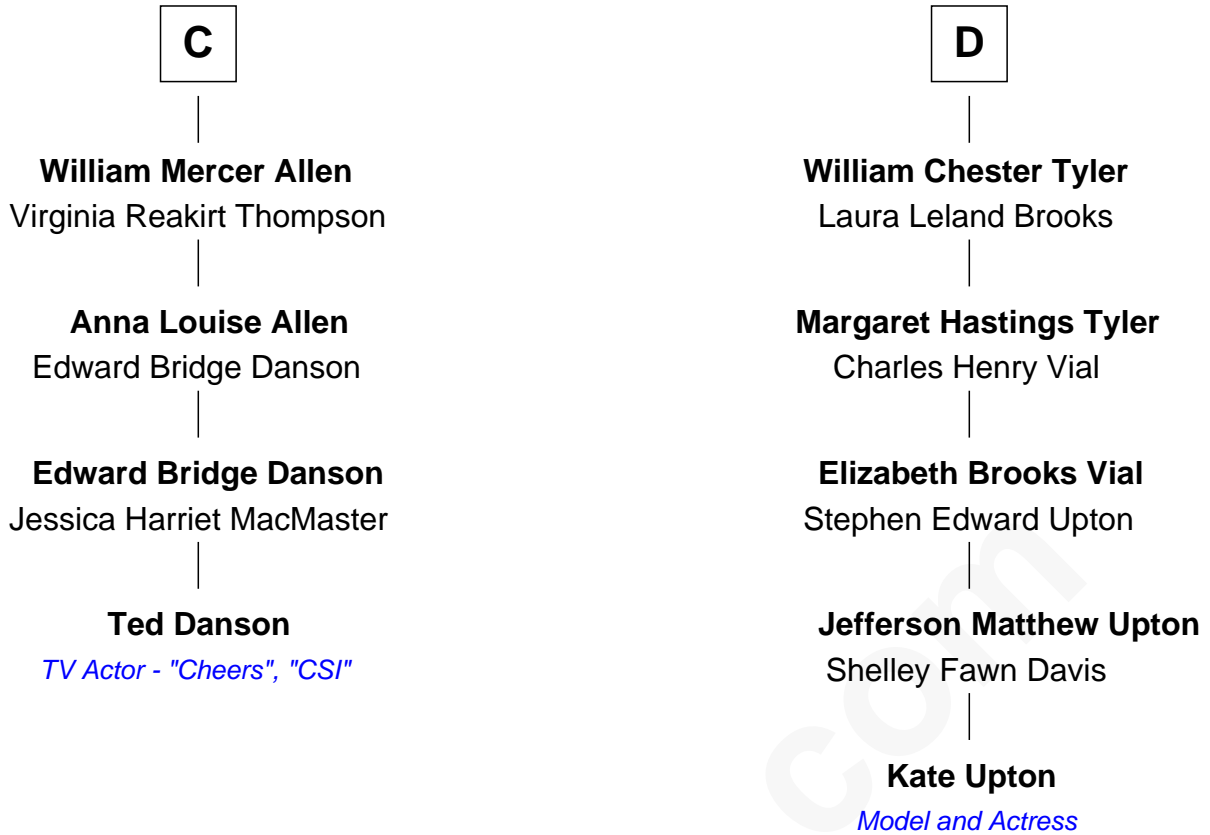 C
William Mercer Allen
Virginia Reakirt Thompson
Anna Louise Allen
Edward Bridge Danson
Edward Bridge Danson
Jessica Harriet MacMaster
Ted Danson
TV Actor - "Cheers", "CSI"
D
William Chester Tyler
Laura Leland Brooks
Margaret Hastings Tyler
Charles Henry Vial
Elizabeth Brooks Vial
Stephen Edward Upton
Jefferson Matthew Upton
Shelley Fawn Davis
Kate Upton
Model and Actress
com